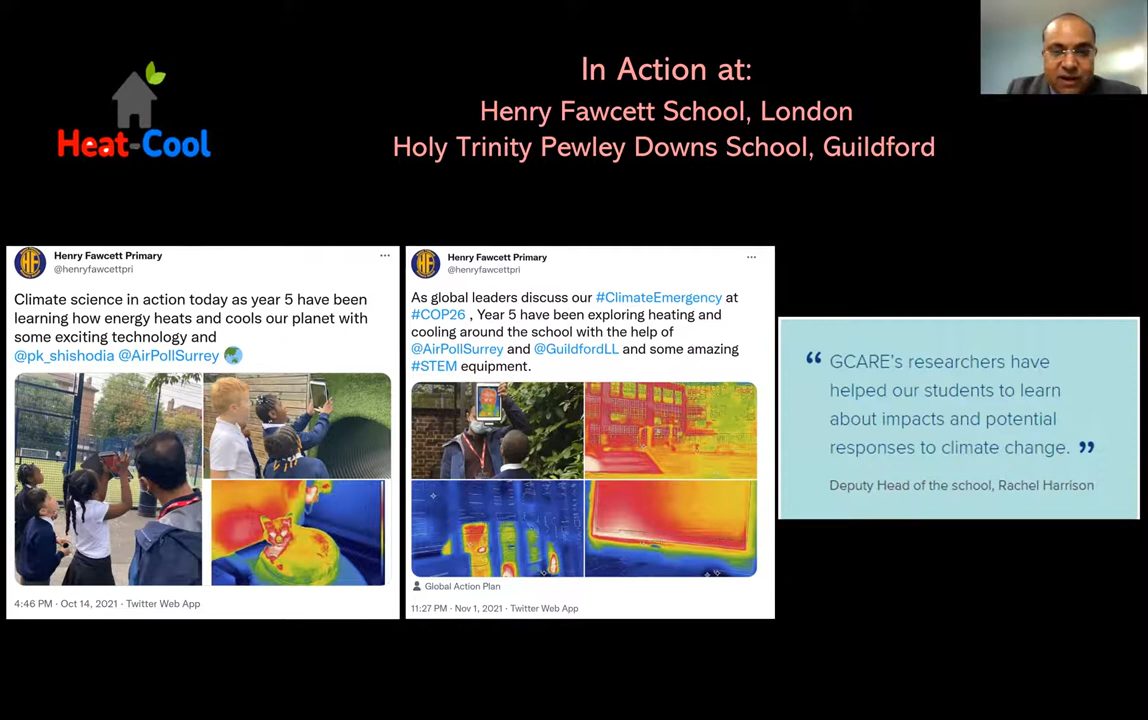 Heat-Cool
In Action at:
Henry Fawcett School, London
Holy Trinity Pewley Downs School, Guildford
Henry Fawcett Primary
@henryfawcettpri
Climate science in action today as year 5 have been
learning how energy heats and cools our planet with
some exciting technology and
@pk_shishodia @AirPollSurrey
4:46 PM · Oct 14, 2021 · Twitter Web App
Henry Fawcett Primary
@henryfawcettpri
As global leaders discuss our #ClimateEmergency at
#COP26 , Year 5 have been exploring heating and
cooling around the school with the help of
@AirPollSurrey and @GuildfordLL and some amazing
#STEM equipment.
Global Action Plan
11:27 PM · Nov 1, 2021 · Twitter Web App
“ GCARE’s researchers have
helped our students to learn
about impacts and potential
responses to climate change. ”
Deputy Head of the school, Rachel Harrison